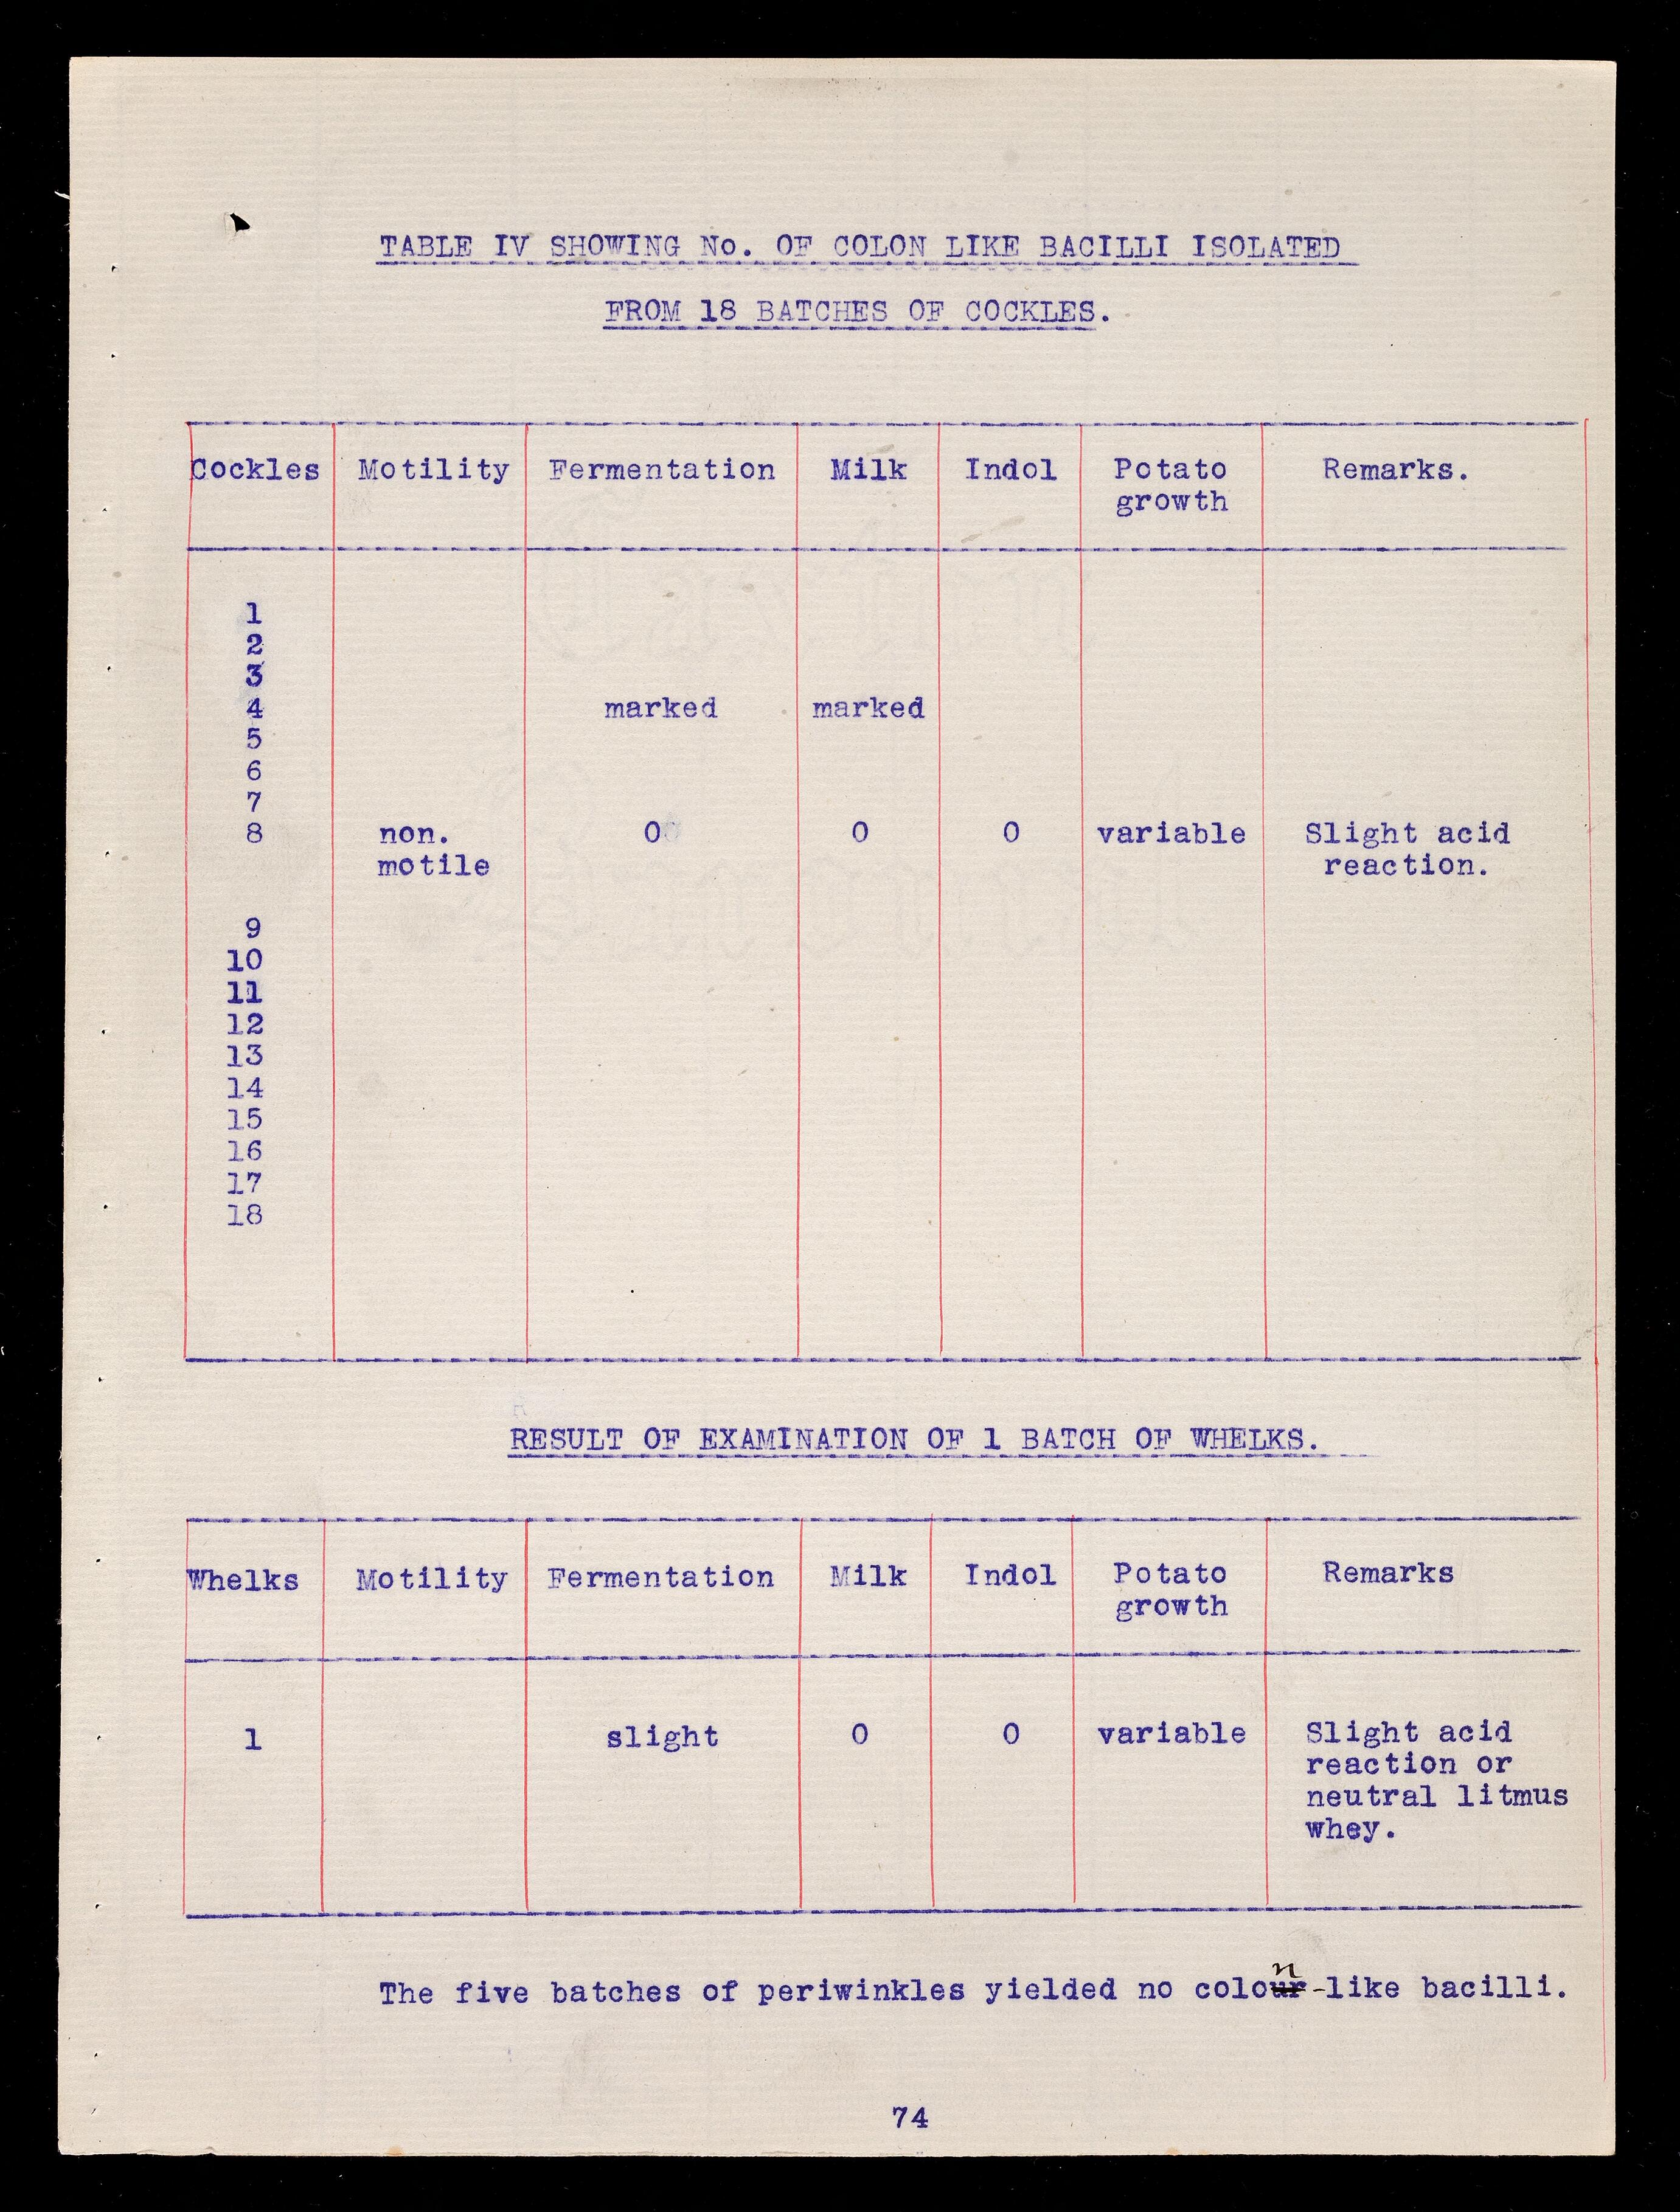 TABLE IV SHOWING No. OF COLON LIKE BACILLI ISOLATED
FROM 18 BATCHES OF COCKLES.
Cockles Motility Fermentation Milk Indol Potato growth Remarks.
1
2
3
4 marked marked
5
6
7
8 non. motile 0 0 0 variable Slight acid reaction.
9
10
11
12
13
14
15
16
17
18
RESULT OF EXAMINATION OF 1 BATCH OF WHELKS.
Whelks Motility Fermentation Milk Indol Potato growth Remarks
1 slight 0 0 variable Slight acid
reaction or
neutral litmus
whey.
The five batches of periwinkles yielded no colon-like bacilli.
74